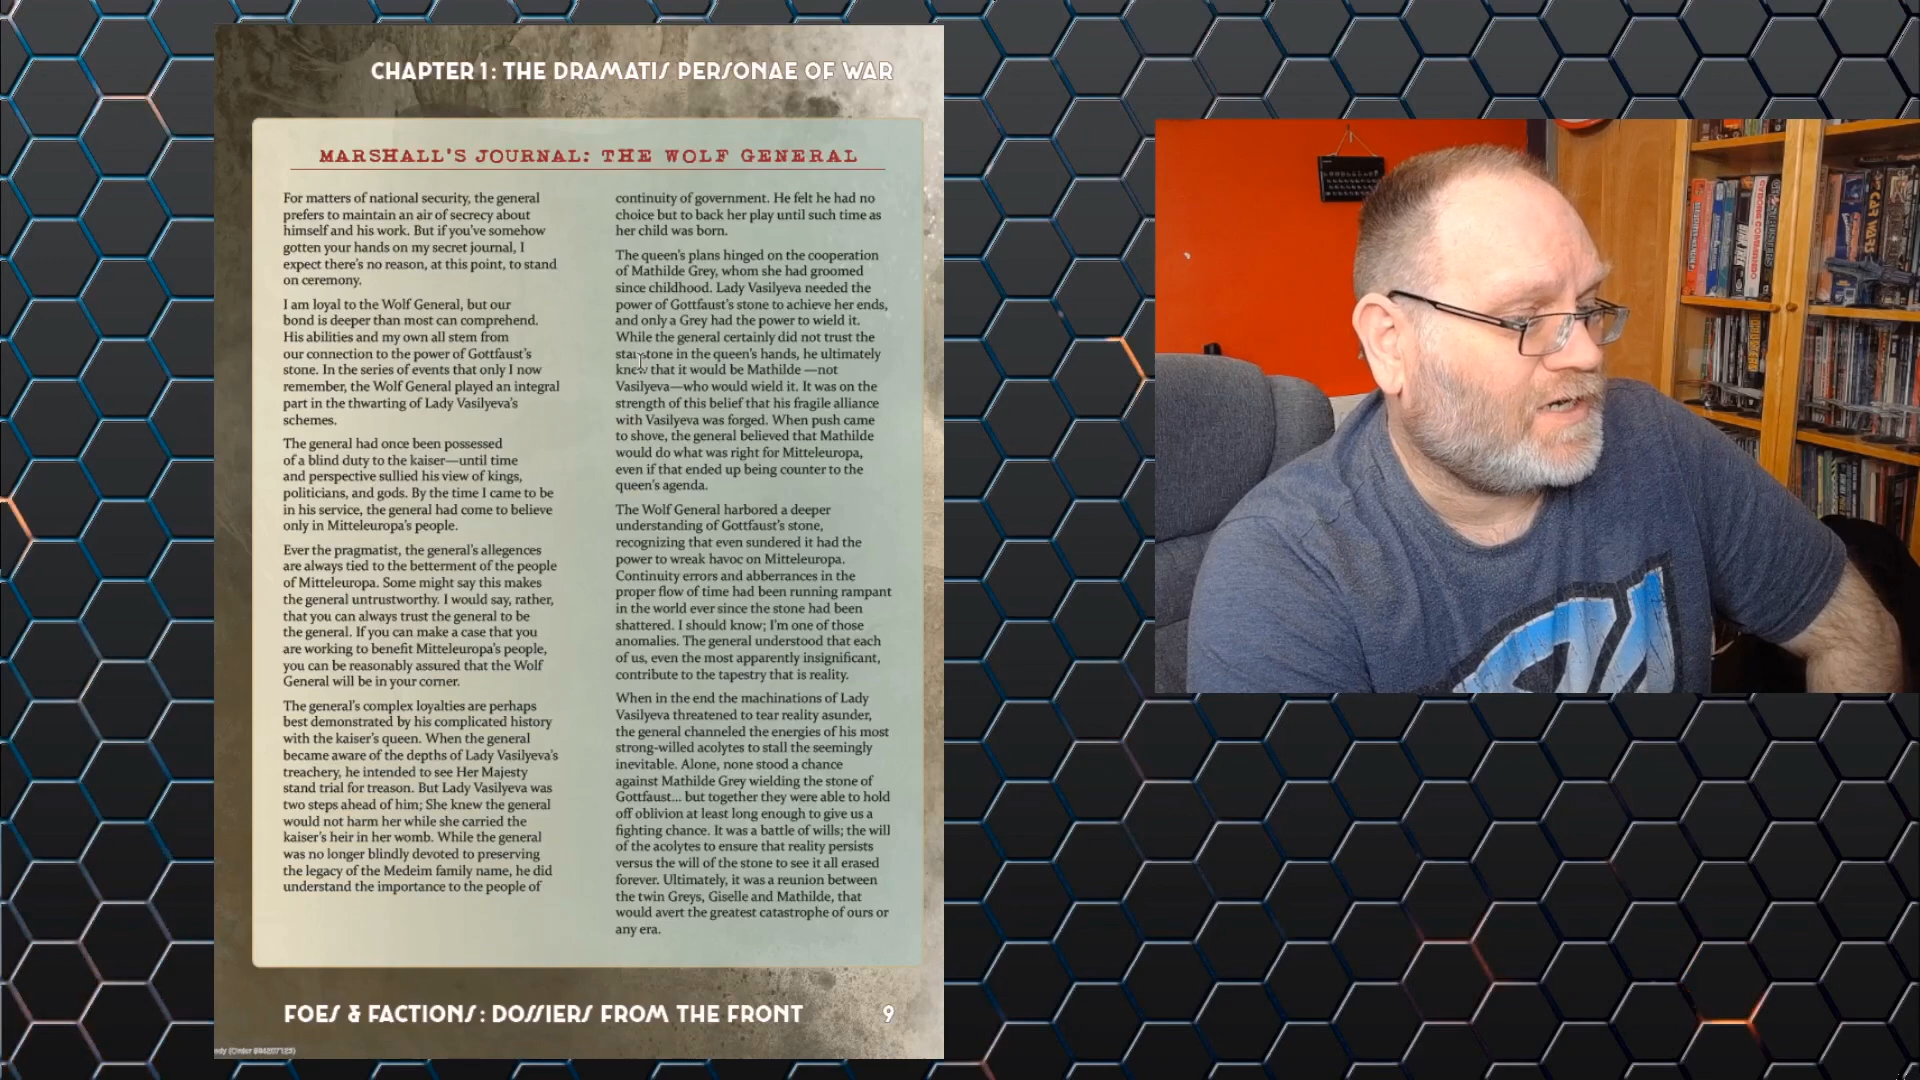 CHAPTER 1: THE DRAMATIS PERSONAE OF WAR
MARSHALL'S JOURNAL: THE WOLF GENERAL
For matters of national security, the general
prefers to maintain an air of secrecy about
himself and his work. But if you've somehow
gotten your hands on my secret journal, I
expect there's no reason, at this point, to stand
on ceremony.
I am loyal to the Wolf General, but our
bond is deeper than most can comprehend.
His abilities and my own all stem from
our connection to the power of Gottfaust's
stone. In the series of events that only I now
remember, the Wolf General played an integral
part in the thwarting of Lady Vasilyeva's
schemes.
The general had once been possessed
of a blind duty to the kaiser—until time
and perspective sullied his view of kings,
politicians, and gods. By the time I came to be
in his service, the general had come to believe
only in Mitteleuropa's people.
Ever the pragmatist, the general's allegences
are always tied to the betterment of the people
of Mitteleuropa. Some might say this makes
the general untrustworthy. I would say, rather,
that you can always trust the general to be
the general. If you can make a case that you
are working to benefit Mitteleuropa's people,
you can be reasonably assured that the Wolf
General will be in your corner.
The general's complex loyalties are perhaps
best demonstrated by his complicated history
with the kaiser's queen. When the general
became aware of the depths of Lady Vasilyeva's
treachery, he intended to see Her Majesty
stand trial for treason. But Lady Vasilyeva was
two steps ahead of him; She knew the general
would not harm her while she carried the
kaiser's heir in her womb. While the general
was no longer blindly devoted to preserving
the legacy of the Medeim family name, he did
understand the importance to the people of
continuity of government. He felt he had no
choice but to back her play until such time as
her child was born.
The queen's plans hinged on the cooperation
of Mathilde Grey, whom she had groomed
since childhood. Lady Vasilyeva needed the
power of Gottfaust's stone to achieve her ends,
and only a Grey had the power to wield it.
While the general certainly did not trust the
star stone in the queen's hands, he ultimately
knew that it would be Mathilde —not
Vasilyeva—who would wield it. It was on the
strength of this belief that his fragile alliance
with Vasilyeva was forged. When push came
to shove, the general believed that Mathilde
would do what was right for Mitteleuropa,
even if that ended up being counter to the
queen's agenda.
The Wolf General harbored a deeper
understanding of Gottfaust's stone,
recognizing that even sundered it had the
power to wreak havoc on Mitteleuropa.
Continuity errors and abberrances in the
proper flow of time had been running rampant
in the world ever since the stone had been
shattered. I should know; I'm one of those
anomalies. The general understood that each
of us, even the most apparently insignificant,
contribute to the tapestry that is reality.
When in the end the machinations of Lady
Vasilyeva threatened to tear reality asunder,
the general channeled the energies of his most
strong-willed acolytes to stall the seemingly
inevitable. Alone, none stood a chance
against Mathilde Grey wielding the stone of
Gottfaust... but together they were able to hold
off oblivion at least long enough to give us a
fighting chance. It was a battle of wills; the will
of the acolytes to ensure that reality persists
versus the will of the stone to see it all erased
forever. Ultimately, it was a reunion between
the twin Greys, Giselle and Mathilde, that
would avert the greatest catastrophe of ours or
any era.
FOES & FACTIONS: DOSSIERS FROM THE FRONT 9
CAR WARS